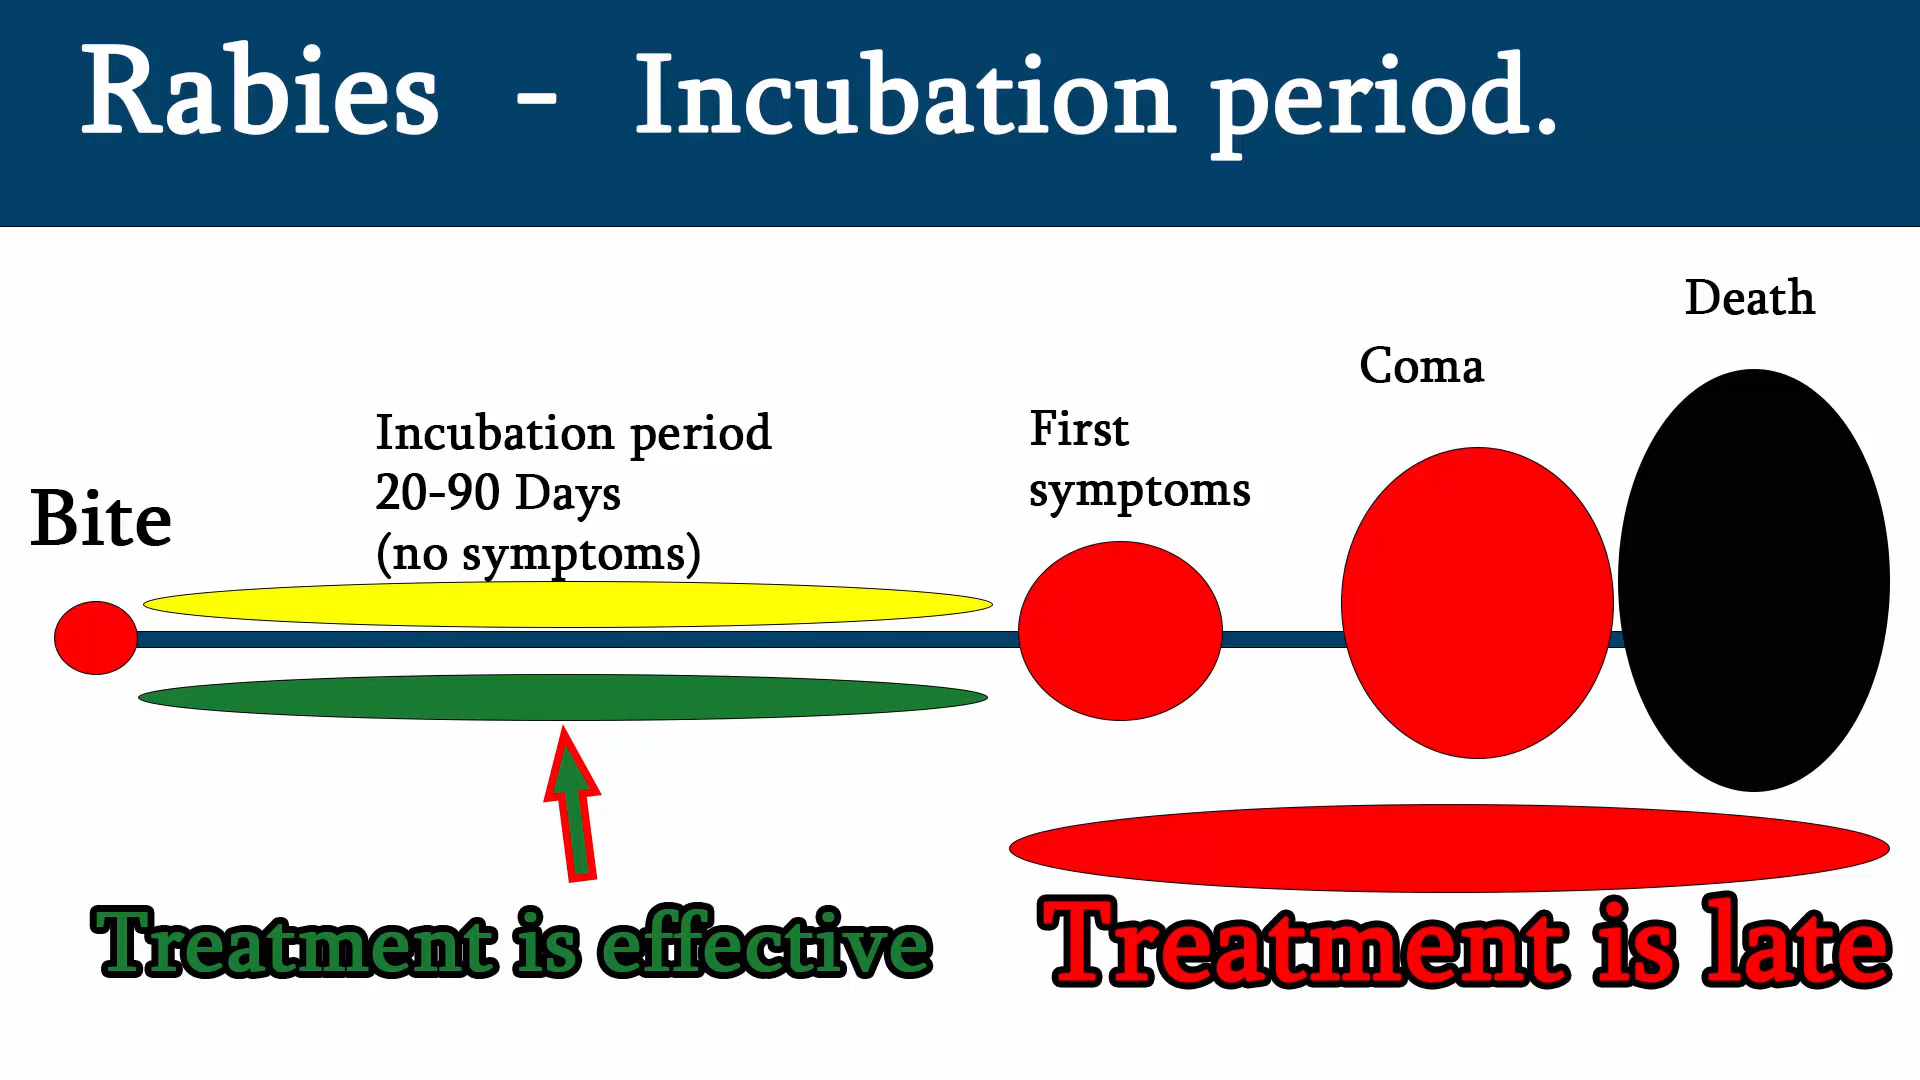 Rabies - Incubation period.
Death
Coma
First
symptoms
Incubation period
20-90 Days
(no symptoms)
Bite
Treatment is effective
Treatment is late